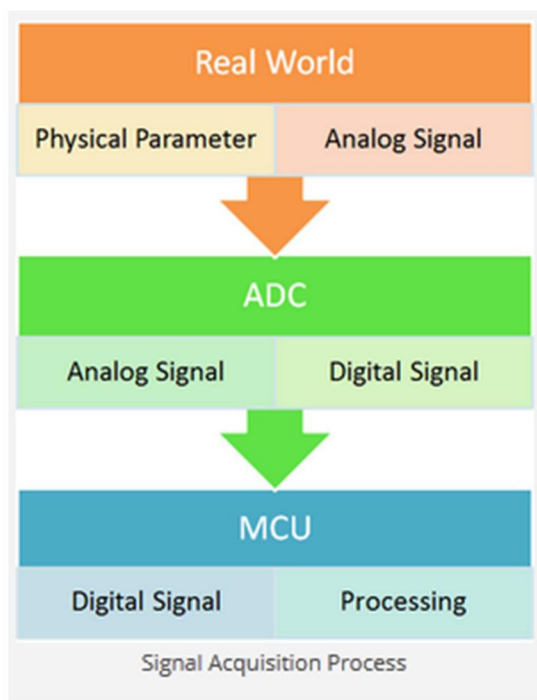 Real World
Physical Parameter Analog Signal
ADC
Analog Signal Digital Signal
MCU
Digital Signal Processing
Signal Acquisition Process